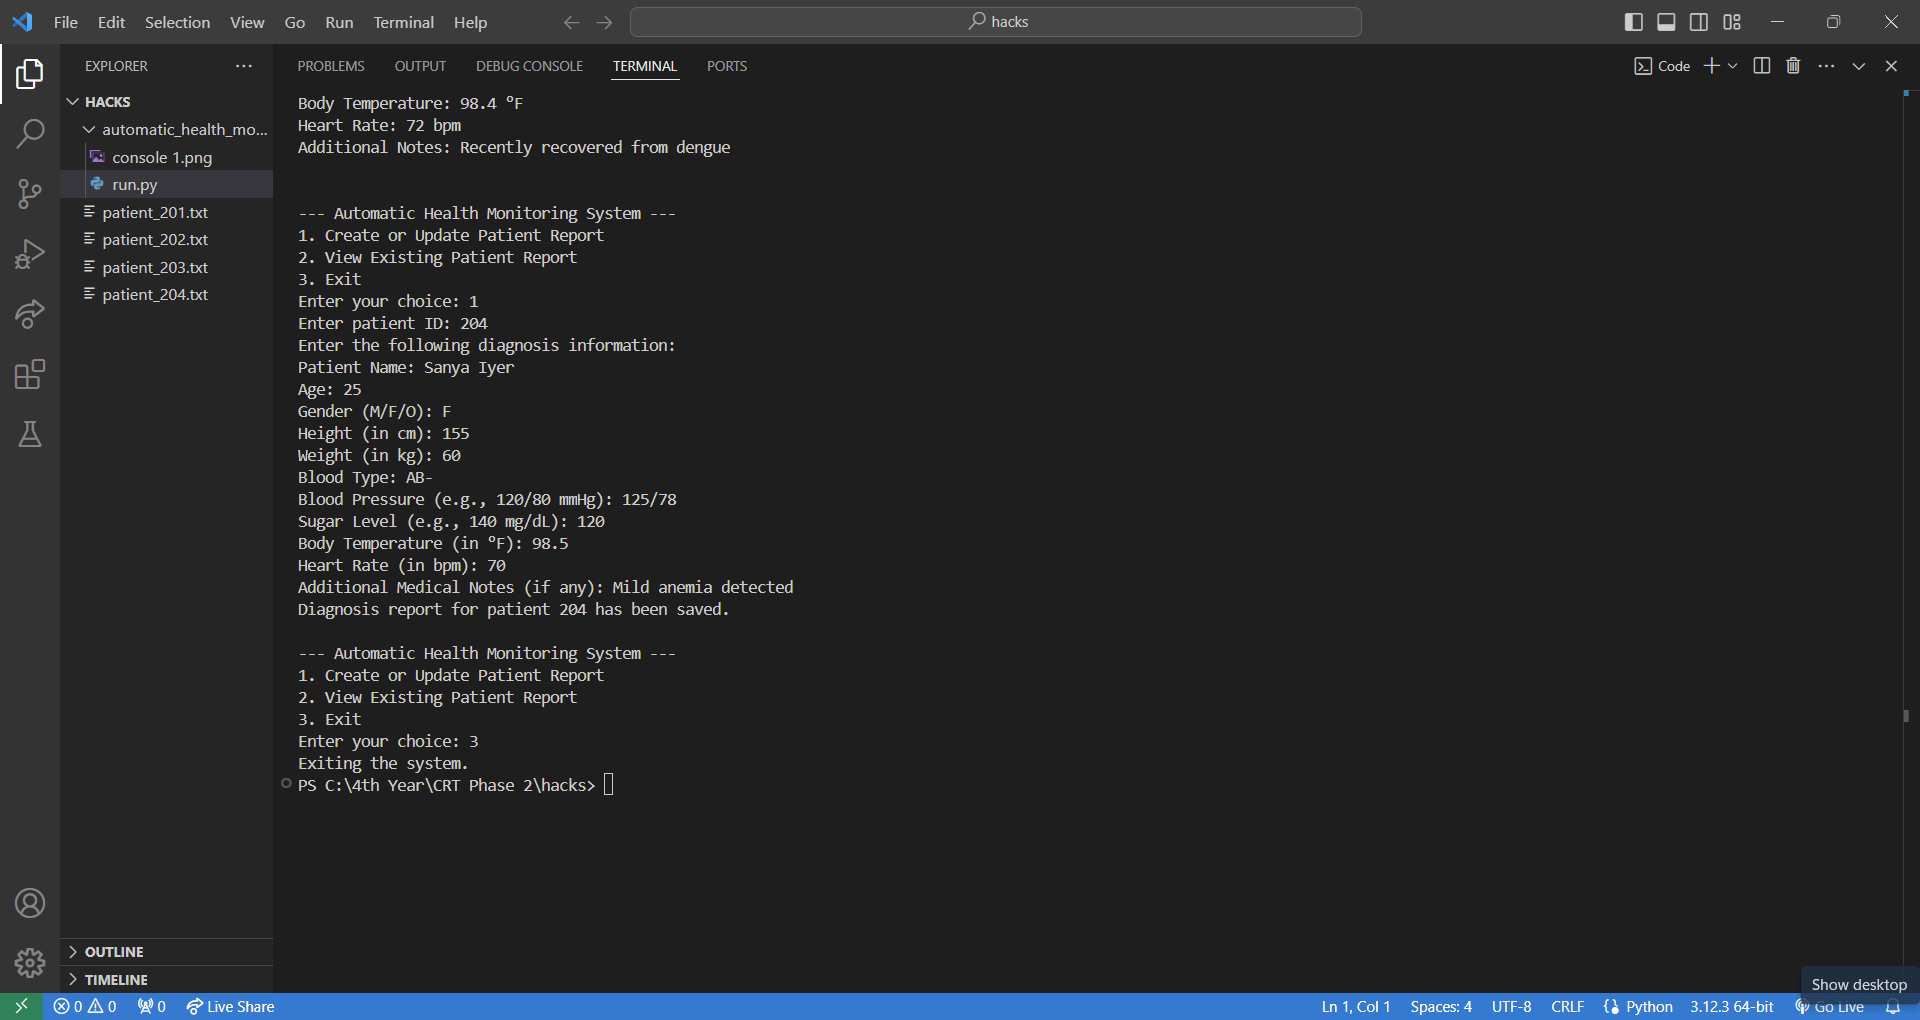 File Edit Selection View Go Run Terminal Help
hacks
EXPLORER
HACKS
automatic_health_mo...
console 1.png
run.py
patient_201.txt
patient_202.txt
patient_203.txt
patient_204.txt
OUTLINE
TIMELINE
PROBLEMS OUTPUT DEBUG CONSOLE TERMINAL PORTS
Code
Body Temperature: 98.4 °F
Heart Rate: 72 bpm
Additional Notes: Recently recovered from dengue
--- Automatic Health Monitoring System ---
1. Create or Update Patient Report
2. View Existing Patient Report
3. Exit
Enter your choice: 1
Enter patient ID: 204
Enter the following diagnosis information:
Patient Name: Sanya Iyer
Age: 25
Gender (M/F/O): F
Height (in cm): 155
Weight (in kg): 60
Blood Type: AB-
Blood Pressure (e.g., 120/80 mmHg): 125/78
Sugar Level (e.g., 140 mg/dL): 120
Body Temperature (in °F): 98.5
Heart Rate (in bpm): 70
Additional Medical Notes (if any): Mild anemia detected
Diagnosis report for patient 204 has been saved.
--- Automatic Health Monitoring System ---
1. Create or Update Patient Report
2. View Existing Patient Report
3. Exit
Enter your choice: 3
Exiting the system.
PS C:\4th Year\CRT Phase 2\hacks>
Show desktop
0 0 0 Live Share
Ln 1, Col 1 Spaces: 4 UTF-8 CRLF Python 3.12.3 64-bit Go Live